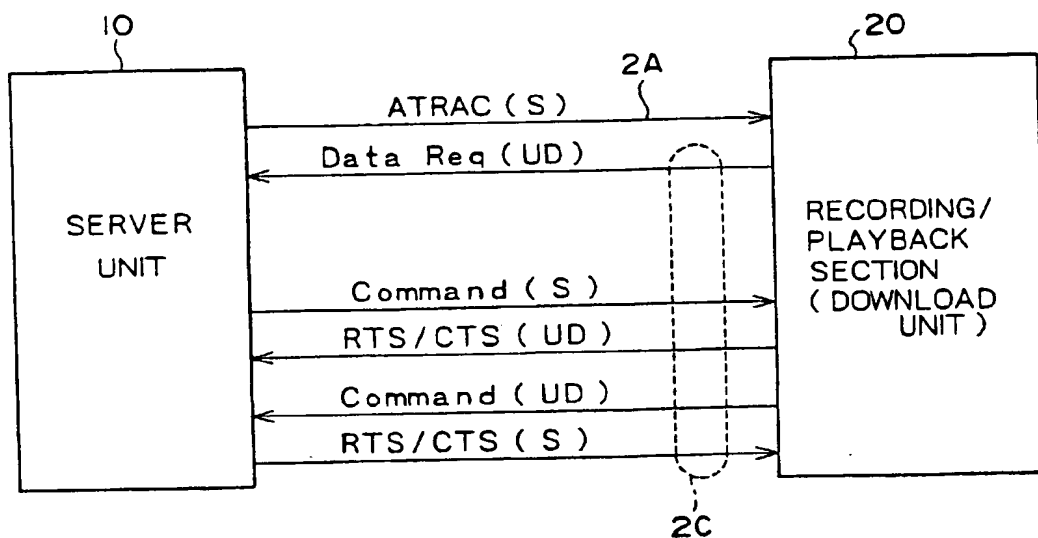 10
20
2A
ATRAC (S)
Data Req (UD)
SERVER
UNIT
RECORDING/
PLAYBACK
SECTION
(DOWNLOAD
UNIT)
Command (S)
RTS/CTS (UD)
Command (UD)
RTS/CTS (S)
2C